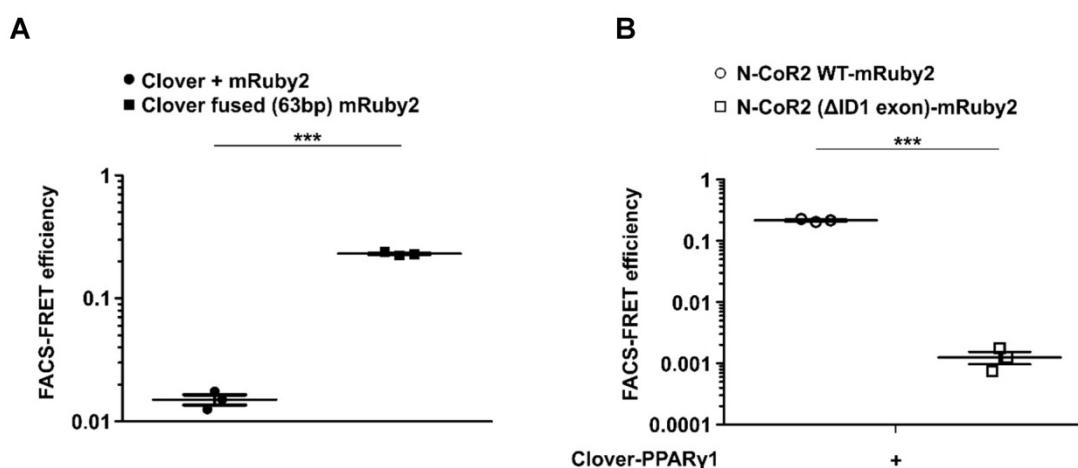 A
● Clover + mRuby2
■ Clover fused (63bp) mRuby2
***
1
0.1
0.01
FACS-FRET efficiency
B
○ N-CoR2 WT-mRuby2
□ N-CoR2 (ΔID1 exon)-mRuby2
***
1
0.1
0.01
0.001
0.0001
FACS-FRET efficiency
Clover-PPARγ1 +